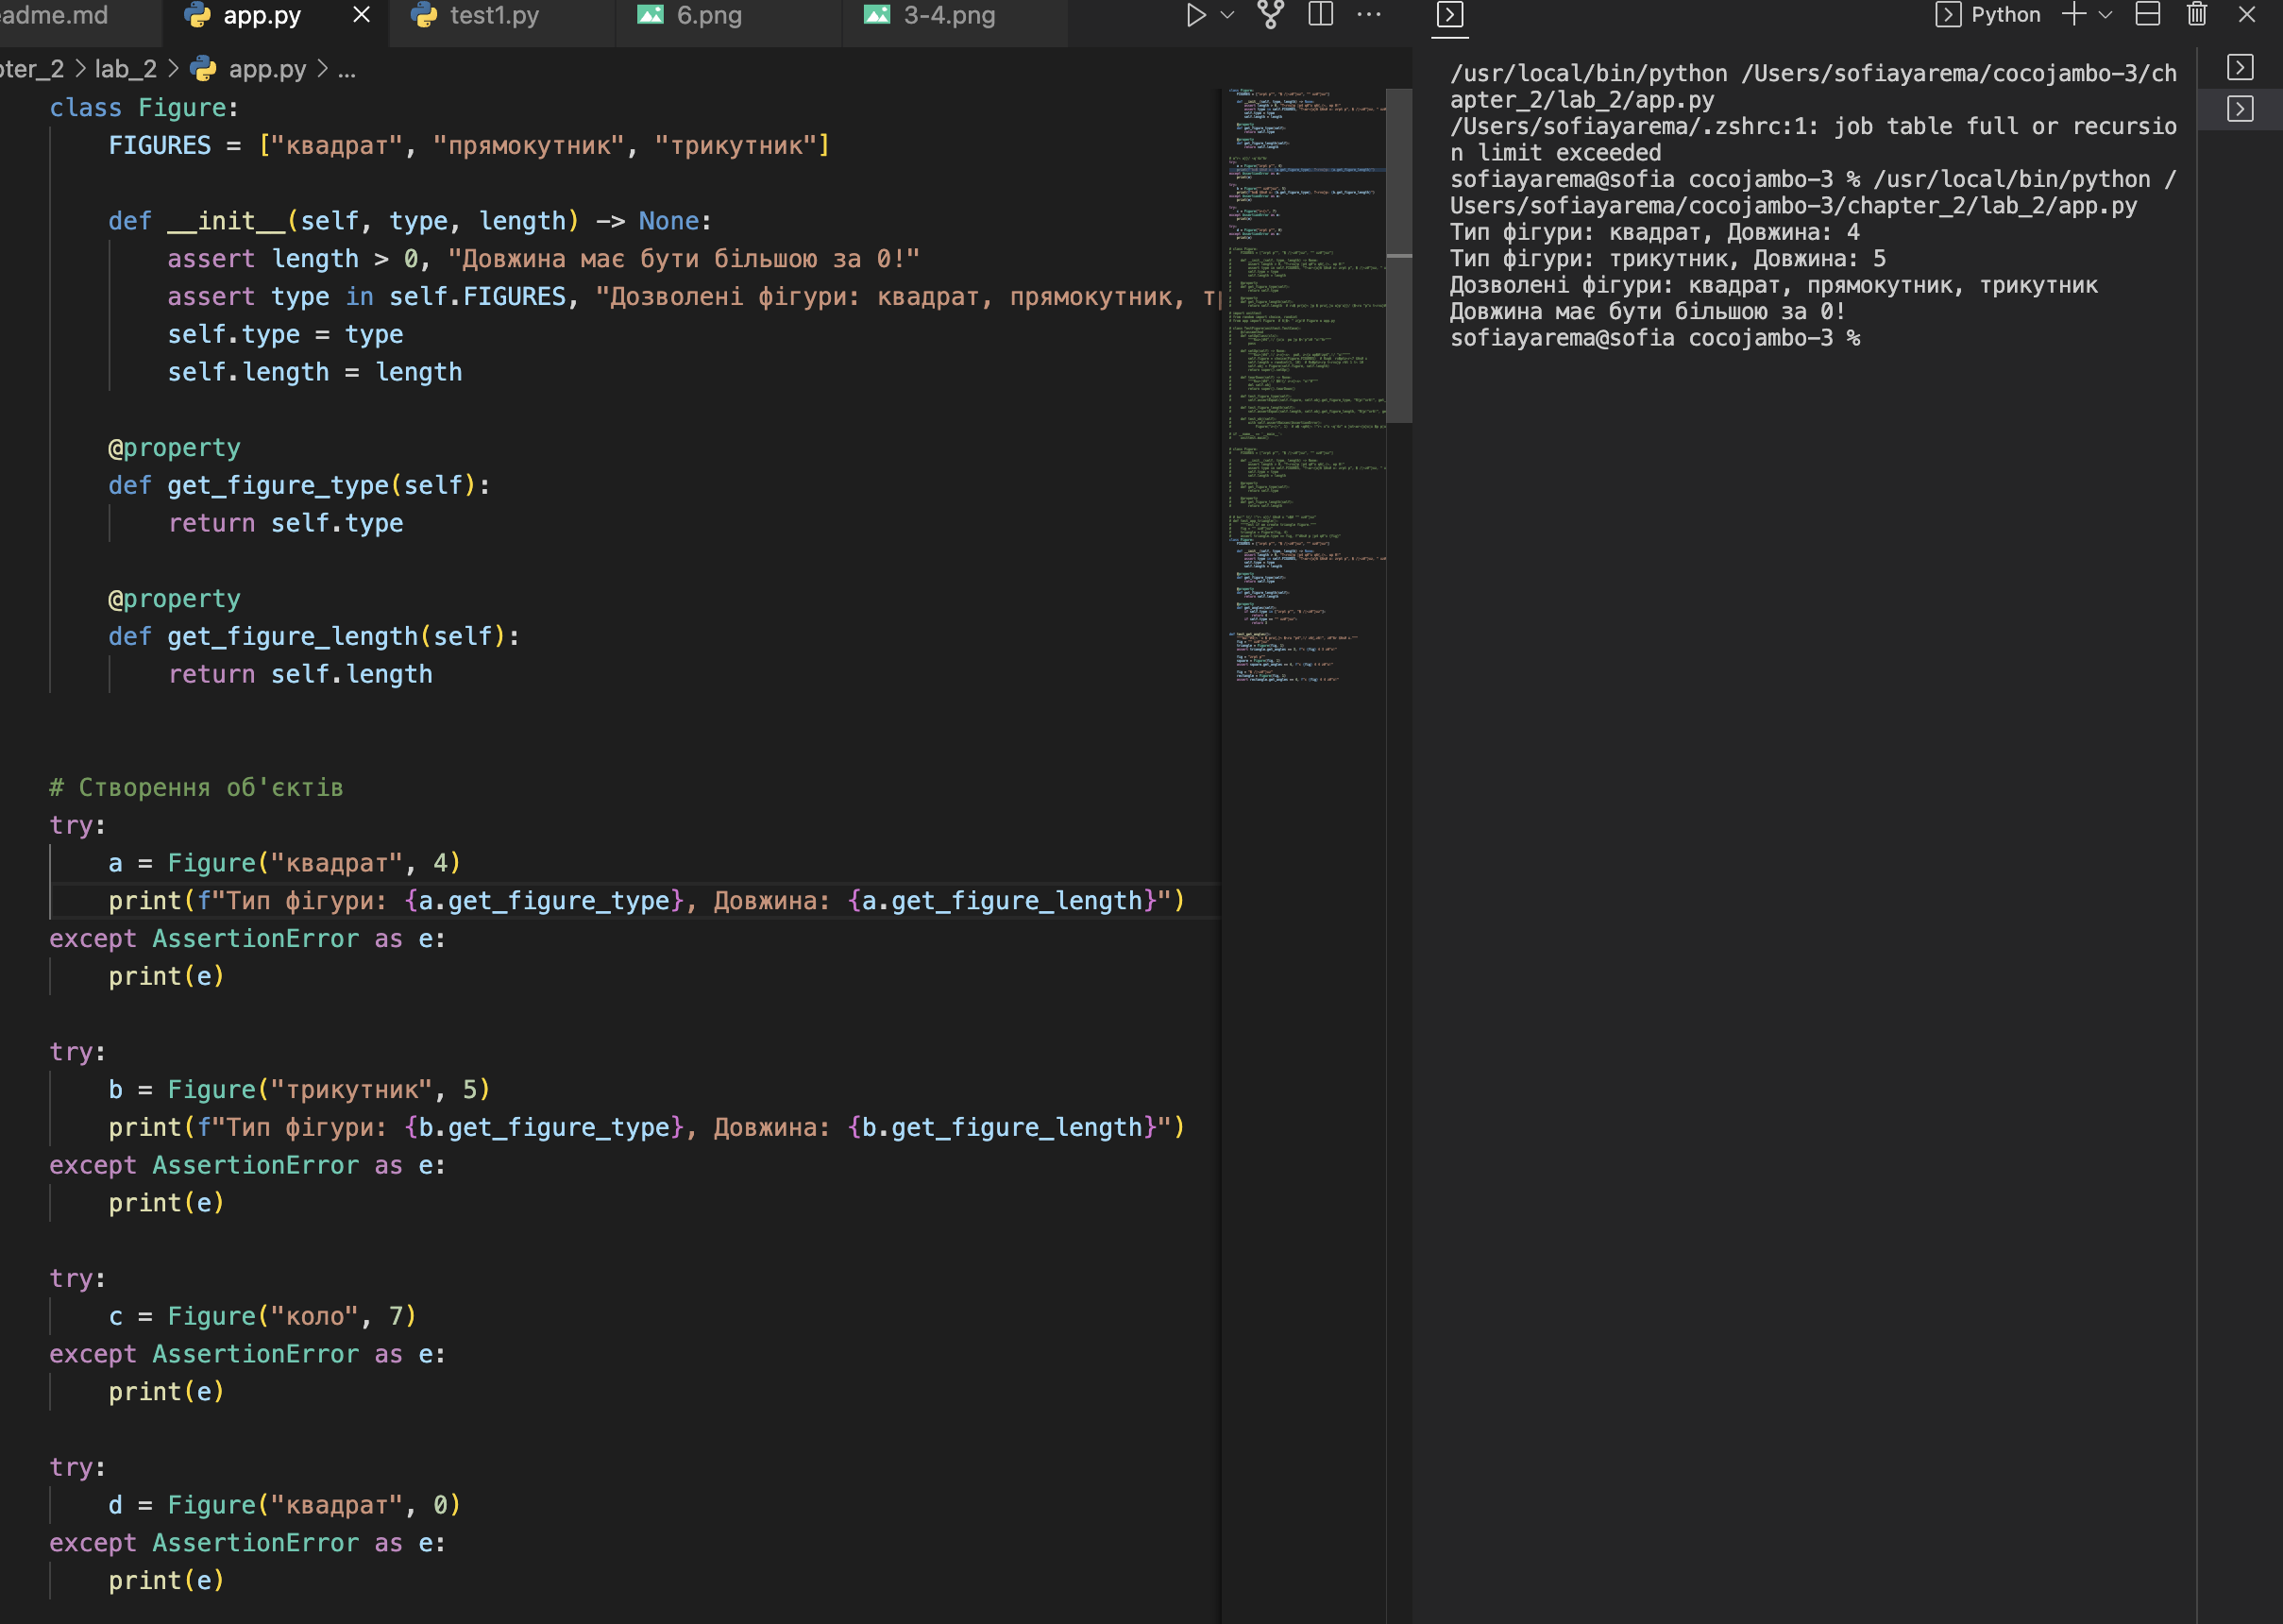 eadme.md
app.py
test1.py
6.png
3-4.png
Python
pter_2 > lab_2 > app.py > ...
class Figure:
    FIGURES = ["квадрат", "прямокутник", "трикутник"]
    def __init__(self, type, length) -> None:
        assert length > 0, "Довжина має бути більшою за 0!"
        assert type in self.FIGURES, "Дозволені фігури: квадрат, прямокутник, т
        self.type = type
        self.length = length
    @property
    def get_figure_type(self):
        return self.type
    @property
    def get_figure_length(self):
        return self.length
# Створення об'єктів
try:
    a = Figure("квадрат", 4)
    print(f"Тип фігури: {a.get_figure_type}, Довжина: {a.get_figure_length}")
except AssertionError as e:
    print(e)
try:
    b = Figure("трикутник", 5)
    print(f"Тип фігури: {b.get_figure_type}, Довжина: {b.get_figure_length}")
except AssertionError as e:
    print(e)
try:
    c = Figure("коло", 7)
except AssertionError as e:
    print(e)
try:
    d = Figure("квадрат", 0)
except AssertionError as e:
    print(e)
/usr/local/bin/python /Users/sofiayarema/cocojambo-3/ch
apter_2/lab_2/app.py
/Users/sofiayarema/.zshrc:1: job table full or recursio
n limit exceeded
sofiayarema@sofia cocojambo-3 % /usr/local/bin/python /
Users/sofiayarema/cocojambo-3/chapter_2/lab_2/app.py
Тип фігури: квадрат, Довжина: 4
Тип фігури: трикутник, Довжина: 5
Дозволені фігури: квадрат, прямокутник, трикутник
Довжина має бути більшою за 0!
sofiayarema@sofia cocojambo-3 %